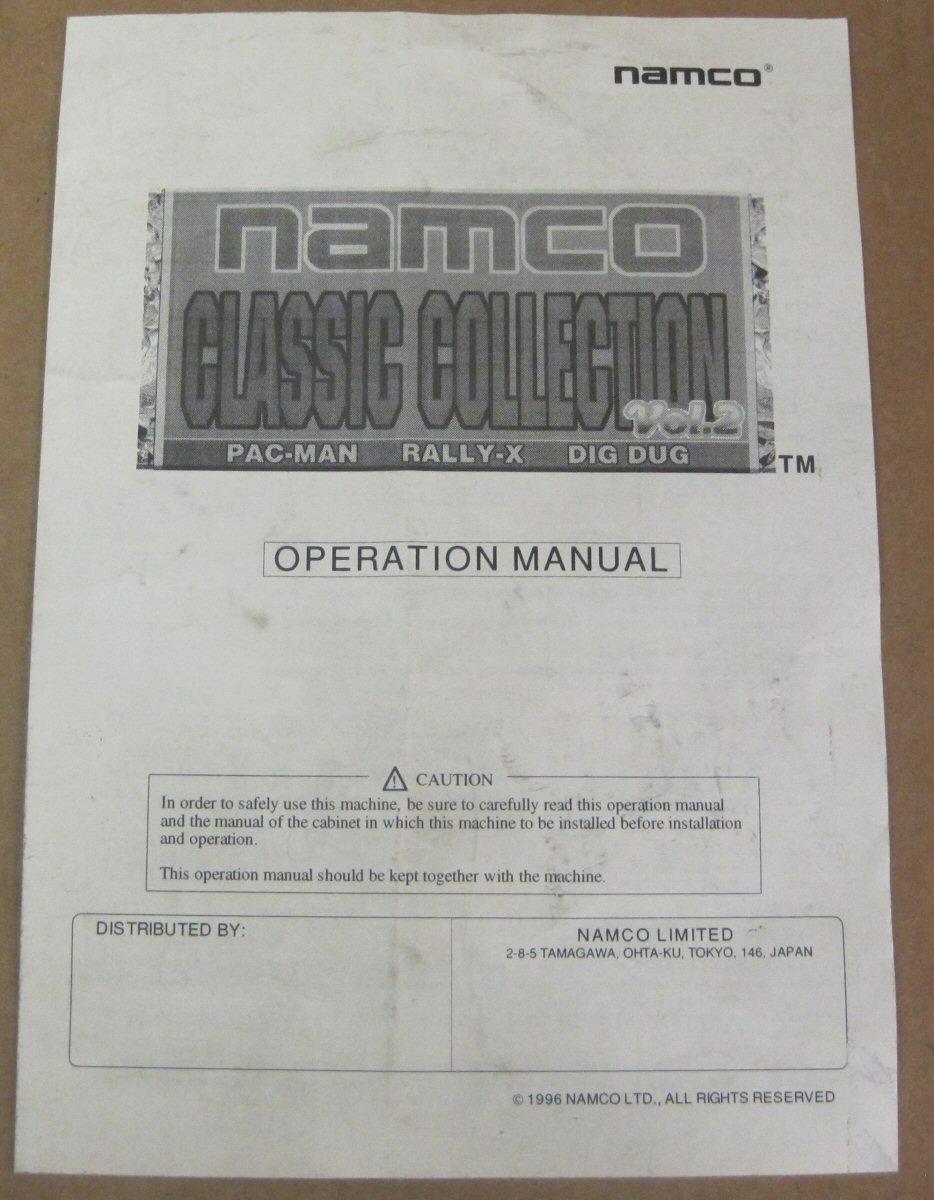 namco®
namco
CLASSIC COLLECTION
Vol.2
PAC-MAN RALLY-X DIG DUG
TM
OPERATION MANUAL
CAUTION
In order to safely use this machine, be sure to carefully read this operation manual
and the manual of the cabinet in which this machine to be installed before installation
and operation.
This operation manual should be kept together with the machine.
DISTRIBUTED BY:
NAMCO LIMITED
2-8-5 TAMAGAWA, OHTA-KU, TOKYO, 146, JAPAN
© 1996 NAMCO LTD., ALL RIGHTS RESERVED